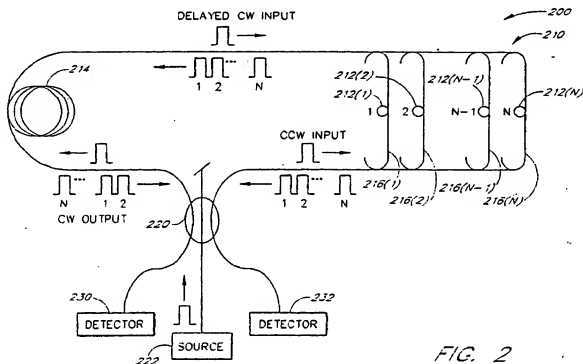 DELAYED CW INPUT
200
210
214
1 2 ... N
212(1)
212(2)
212(N-1)
212(N)
1 2 N-1 N
CCW INPUT
N ... 1 2
CW OUTPUT
1 2 ... N
216(1)
216(2)
216(N-1)
216(N)
220
230
DETECTOR
222
SOURCE
232
DETECTOR
FIG. 2